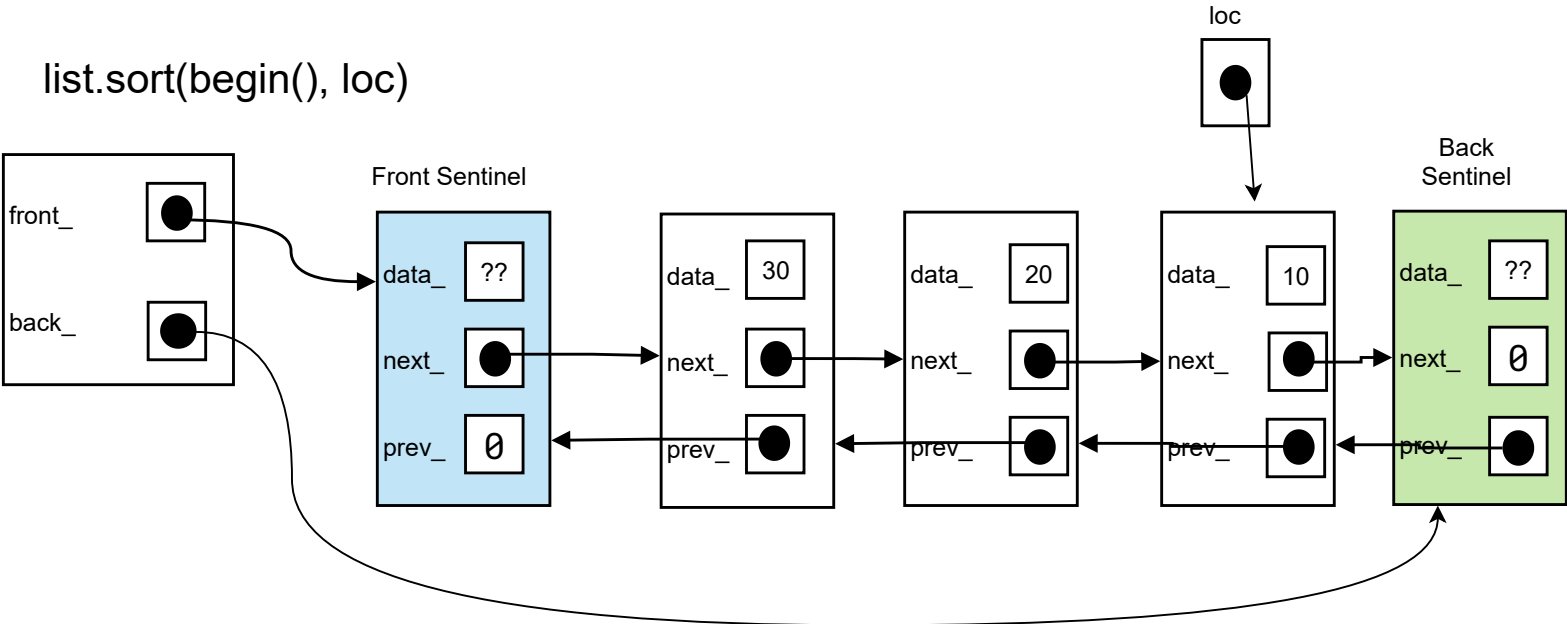 loc
list.sort(begin(), loc)
Front Sentinel
Back
Sentinel
front_
back_
data_ ??
next_
prev_ 0
data_ 30
next_
prev_
data_ 20
next_
prev_
data_ 10
next_
prev_
data_ ??
next_ 0
prev_